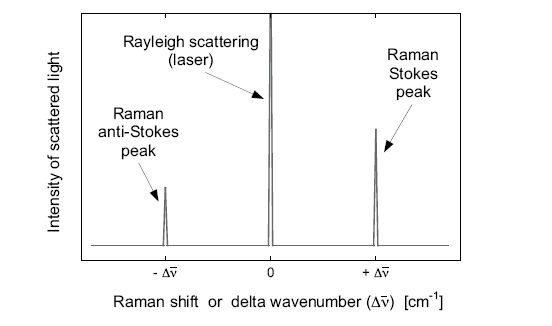 Rayleigh scattering
(laser)
Raman
Stokes
peak
Raman
anti-Stokes
peak
Intensity of scattered light
- Δν̅
0
+ Δν̅
Raman shift or delta wavenumber (Δν̅) [cm⁻¹]